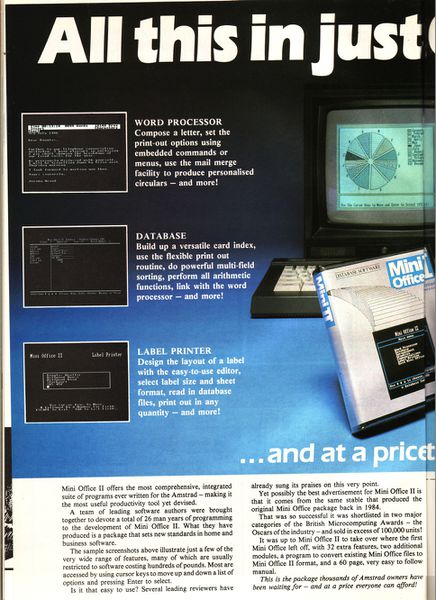 All this in just
WORD PROCESSOR
Compose a letter, set the
print-out options using
embedded commands or
menus, use the mail merge
facility to produce personalised
circulars — and more!
DATABASE
Build up a versatile card index,
use the flexible print out
routine, do powerful multi-field
sorting, perform all arithmetic
functions, link with the word
processor — and more!
Mini Office II Label Printer
LABEL PRINTER
Design the layout of a label
with the easy-to-use editor,
select label size and sheet
format, read in database
files, print out in any
quantity — and more!
DATABASE SOFTWARE
Mini
Office
Mini Office II
...and at a price
Mini Office II offers the most comprehensive, integrated
suite of programs ever written for the Amstrad – making it
the most useful productivity tool yet devised.
A team of leading software authors were brought
together to devote a total of 26 man years of programming
to the development of Mini Office II. What they have
produced is a package that sets new standards in home and
business software.
The sample screenshots above illustrate just a few of the
very wide range of features, many of which are usually
restricted to software costing hundreds of pounds. Most are
accessed by using cursor keys to move up and down a list of
options and pressing Enter to select.
Is it that easy to use? Several leading reviewers have
already sung its praises on this very point.
Yet possibly the best advertisement for Mini Office II is
that it comes from the same stable that produced the
original Mini Office package back in 1984.
That was so successful it was shortlisted in two major
categories of the British Microcomputing Awards – the
Oscars of the industry – and sold in excess of 100,000 units!
It was up to Mini Office II to take over where the first
Mini Office left off, with 32 extra features, two additional
modules, a program to convert existing Mini Office files to
Mini Office II format, and a 60 page, very easy to follow
manual.
This is the package thousands of Amstrad owners have
been waiting for – and at a price everyone can afford!